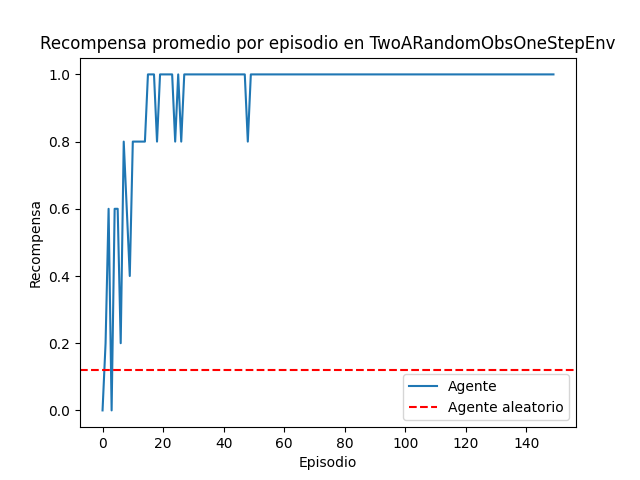 Recompensa promedio por episodio en TwoARandomObsOneStepEnv
1.0
0.8
0.6
0.4
0.2
0.0
Recompensa
0
20
40
60
80
100
120
140
Episodio
Agente
Agente aleatorio